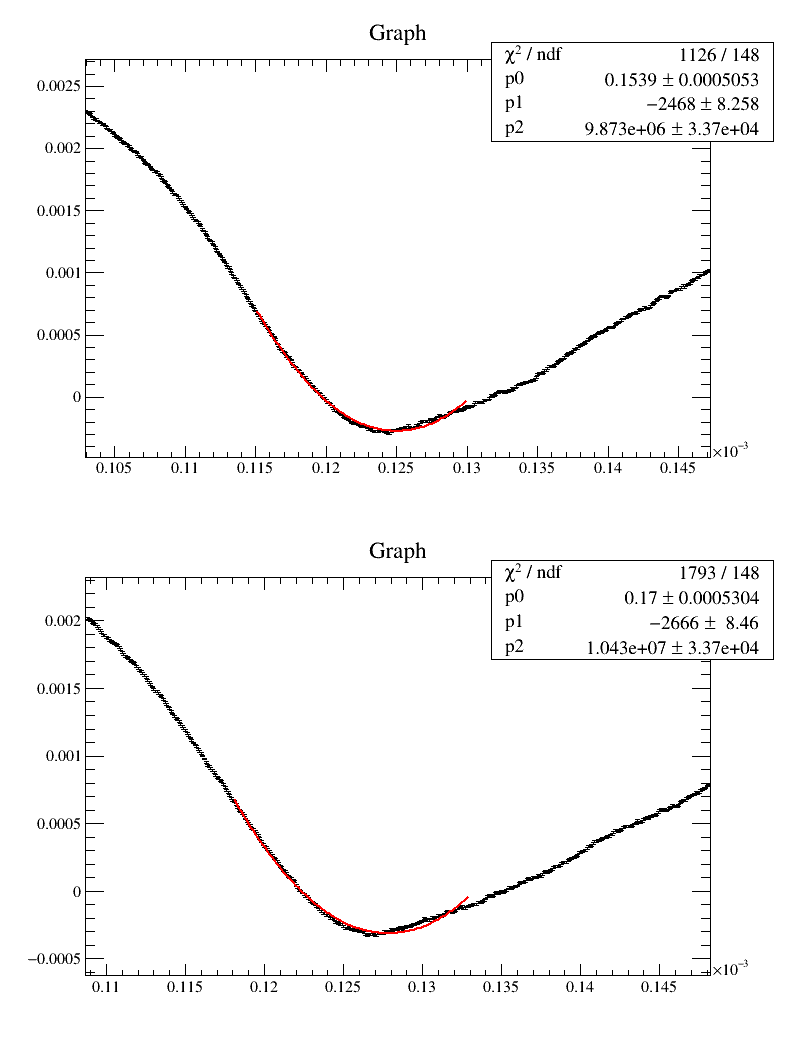 Graph
χ² / ndf 1126 / 148
p0 0.1539 ± 0.0005053
p1 −2468 ± 8.258
p2 9.873e+06 ± 3.37e+04
0.0025
0.002
0.0015
0.001
0.0005
0
0.105 0.11 0.115 0.12 0.125 0.13 0.135 0.14 0.145
×10⁻³
Graph
χ² / ndf 1793 / 148
p0 0.17 ± 0.0005304
p1 −2666 ± 8.46
p2 1.043e+07 ± 3.37e+04
0.002
0.0015
0.001
0.0005
0
−0.0005
0.11 0.115 0.12 0.125 0.13 0.135 0.14 0.145
×10⁻³